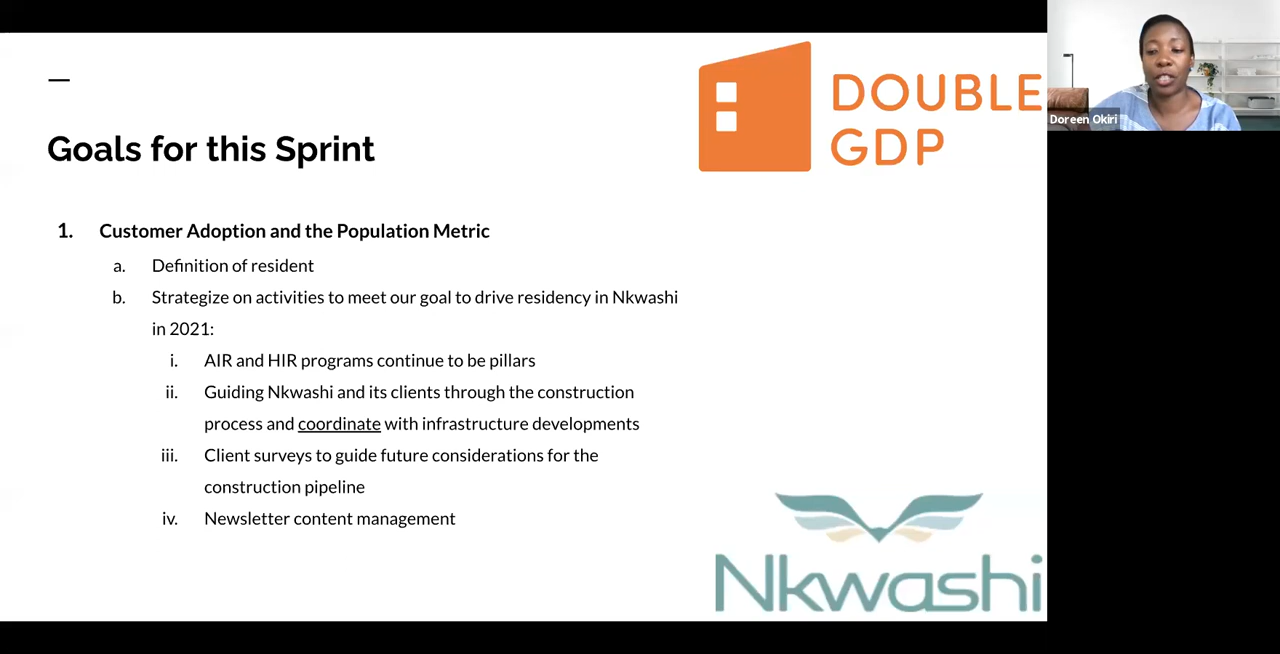 DOUBLE
GDP
Doreen Okiri
Goals for this Sprint
1. Customer Adoption and the Population Metric
a. Definition of resident
b. Strategize on activities to meet our goal to drive residency in Nkwashi
in 2021:
i. AIR and HIR programs continue to be pillars
ii. Guiding Nkwashi and its clients through the construction
process and coordinate with infrastructure developments
iii. Client surveys to guide future considerations for the
construction pipeline
iv. Newsletter content management
Nkwashi